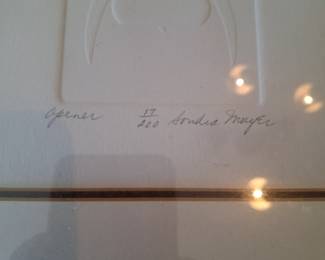 Opener 17/200 Sondra Mayer